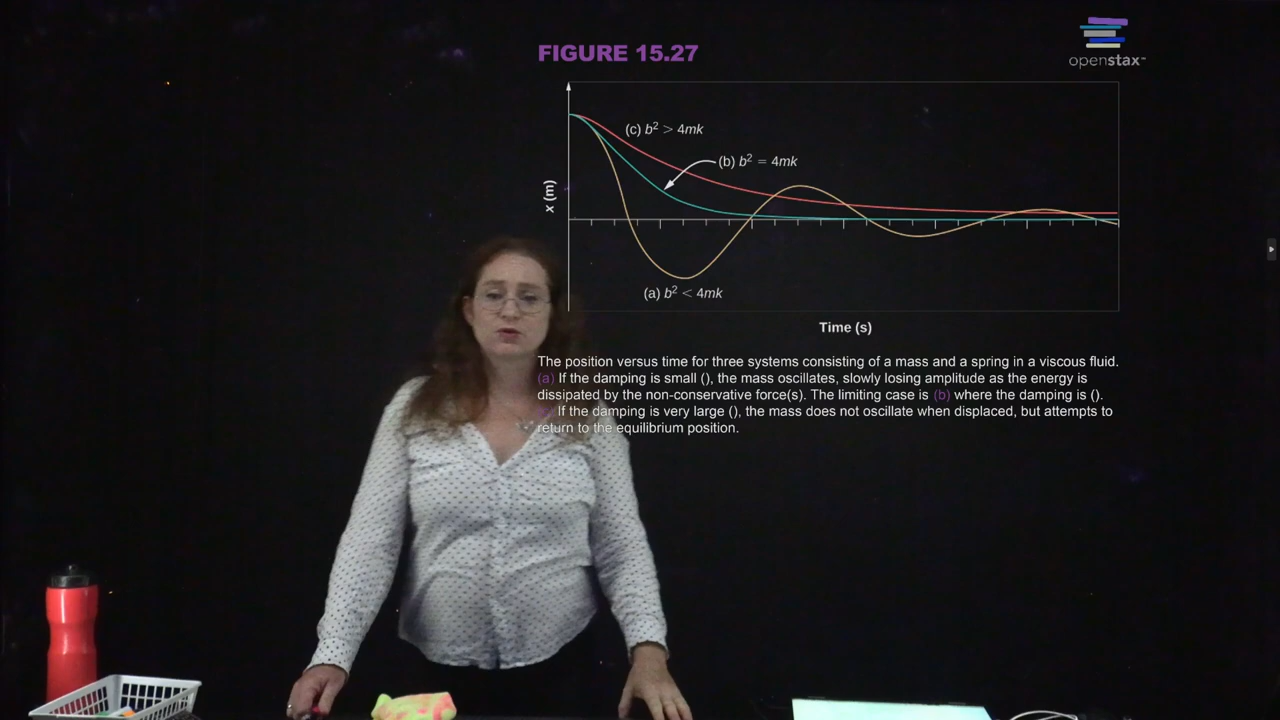 FIGURE 15.27
openstax™
(c) b² > 4mk
(b) b² = 4mk
x (m)
(a) b² < 4mk
Time (s)
The position versus time for three systems consisting of a mass and a spring in a viscous fluid.
(a) If the damping is small (), the mass oscillates, slowly losing amplitude as the energy is
dissipated by the non-conservative force(s). The limiting case is (b) where the damping is ().
If the damping is very large (), the mass does not oscillate when displaced, but attempts to
return to the equilibrium position.